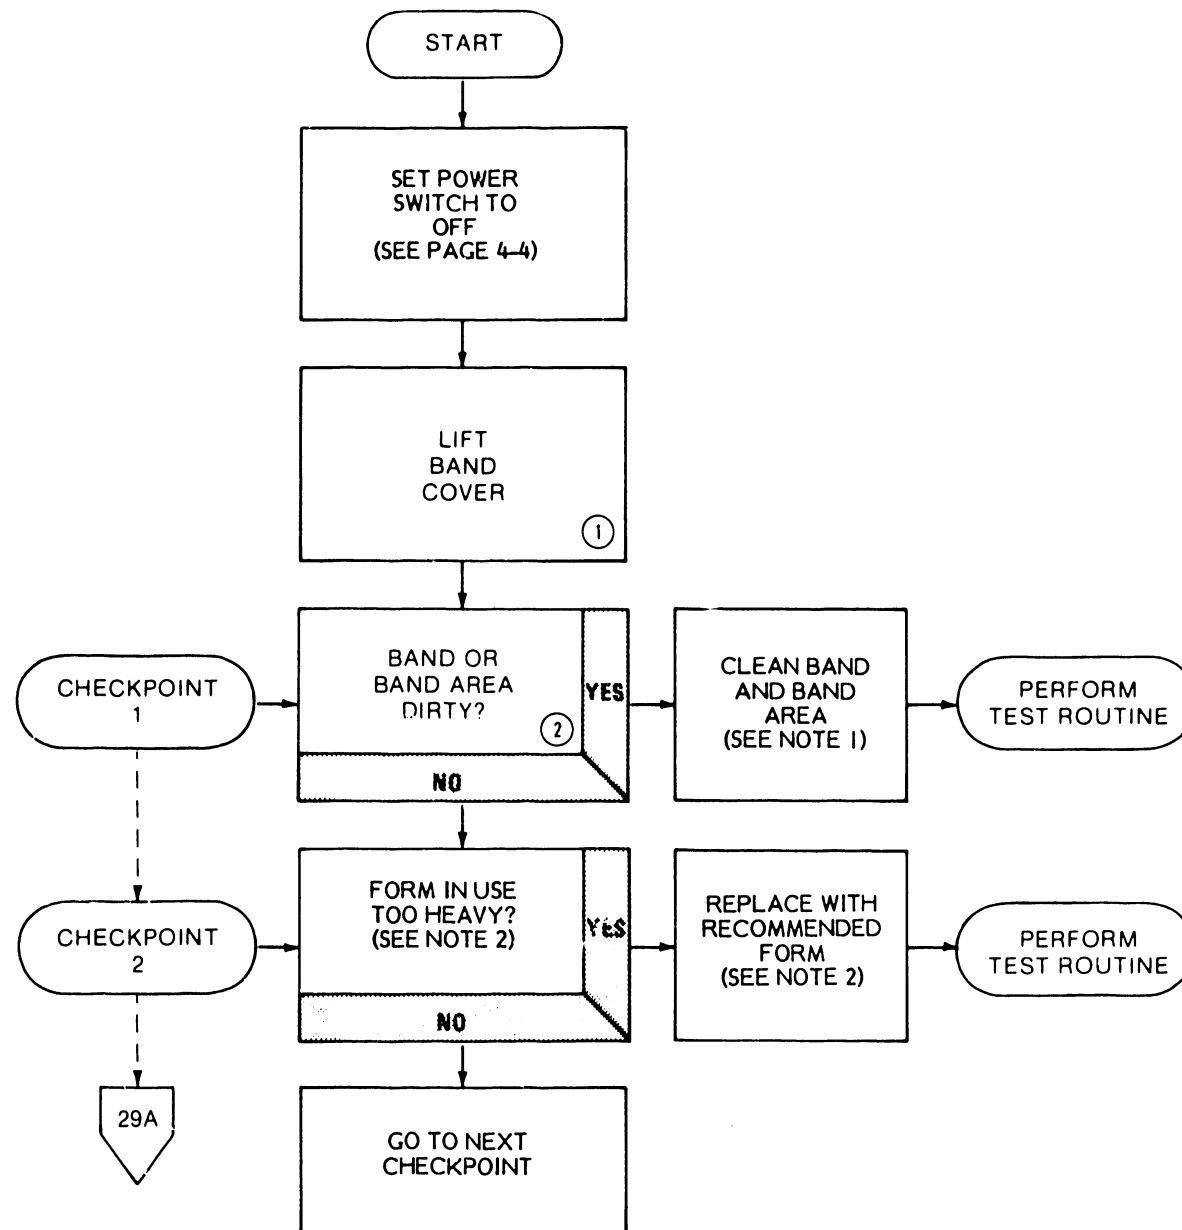 START
SET POWER
SWITCH TO
OFF
(SEE PAGE 4-4)
LIFT
BAND
COVER
1
CHECKPOINT
1
BAND OR
BAND AREA
DIRTY?
2
YES
NO
CLEAN BAND
AND BAND
AREA
(SEE NOTE 1)
PERFORM
TEST ROUTINE
CHECKPOINT
2
FORM IN USE
TOO HEAVY?
(SEE NOTE 2)
YES
NO
REPLACE WITH
RECOMMENDED
FORM
(SEE NOTE 2)
PERFORM
TEST ROUTINE
29A
GO TO NEXT
CHECKPOINT